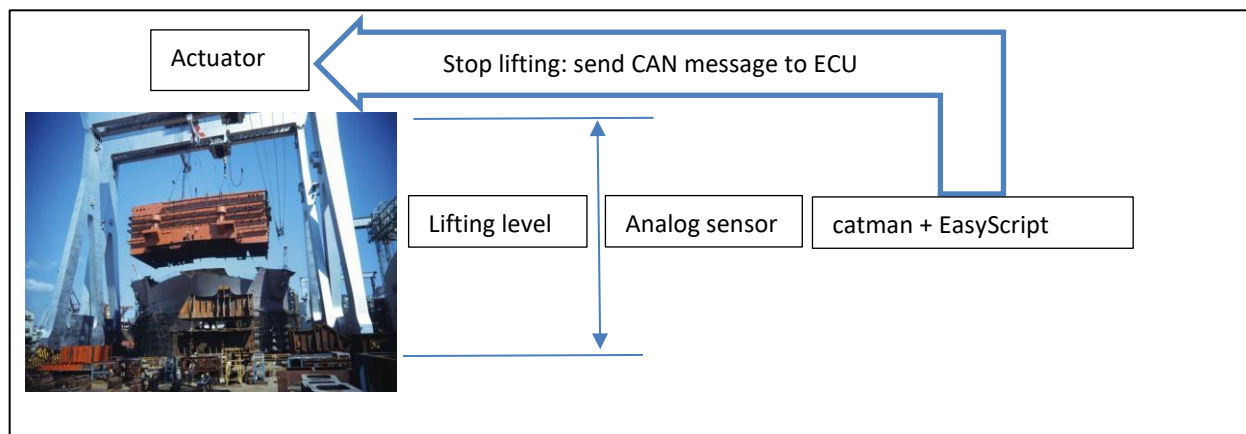 Actuator
Stop lifting: send CAN message to ECU
Lifting level
Analog sensor
catman + EasyScript